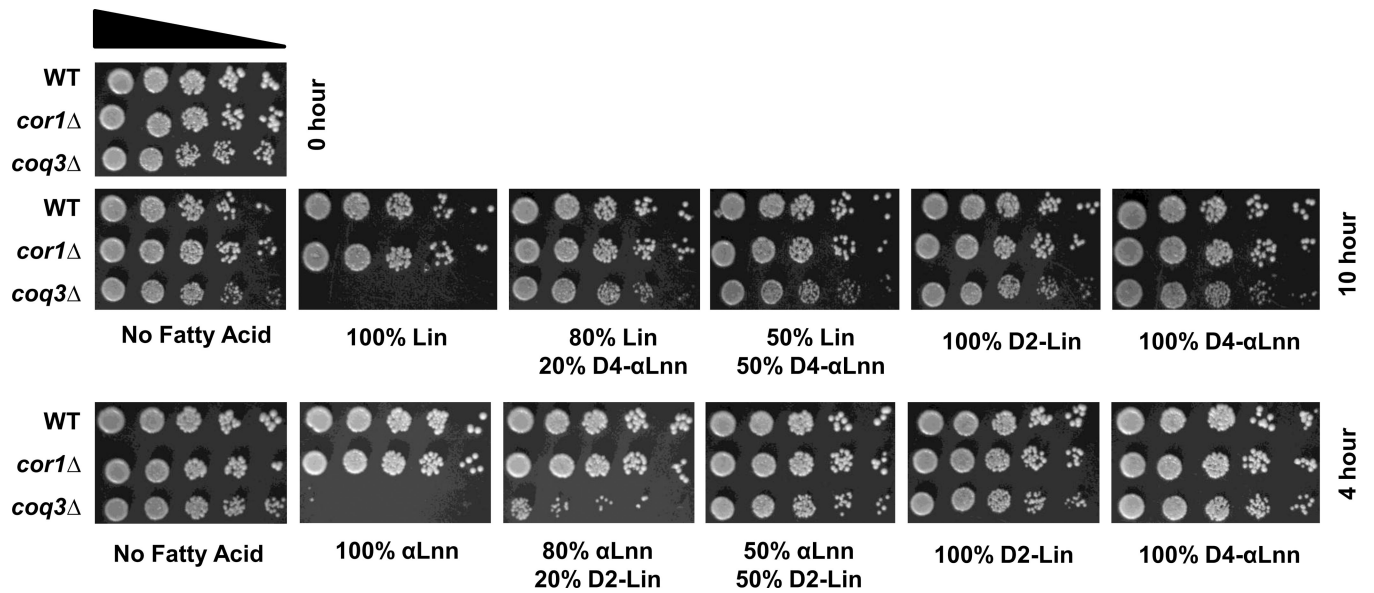 WT
cor1Δ
coq3Δ
0 hour
WT
cor1Δ
coq3Δ
10 hour
No Fatty Acid
100% Lin
80% Lin
20% D4-αLnn
50% Lin
50% D4-αLnn
100% D2-Lin
100% D4-αLnn
WT
cor1Δ
coq3Δ
4 hour
No Fatty Acid
100% αLnn
80% αLnn
20% D2-Lin
50% αLnn
50% D2-Lin
100% D2-Lin
100% D4-αLnn